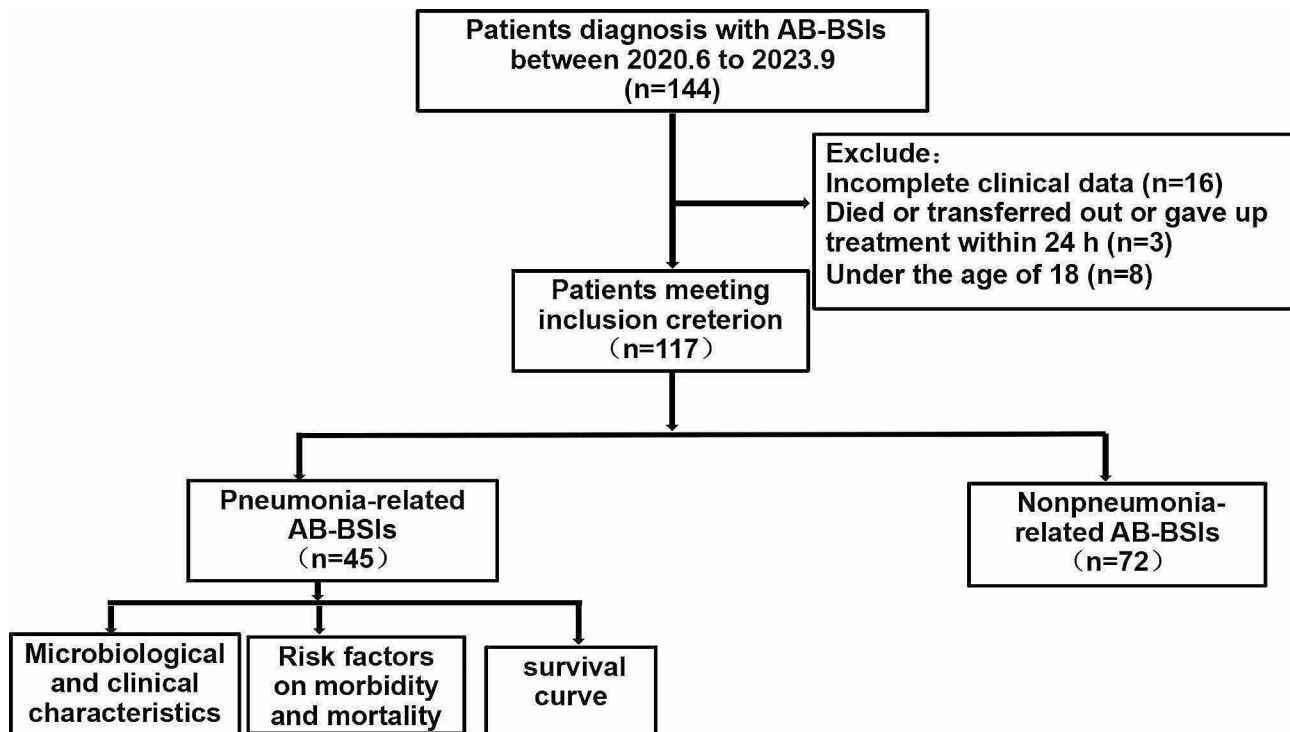 Patients diagnosis with AB-BSIs
between 2020.6 to 2023.9
(n=144)
Exclude：
Incomplete clinical data (n=16)
Died or transferred out or gave up
treatment within 24 h (n=3)
Under the age of 18 (n=8)
Patients meeting
inclusion creterion
（n=117）
Pneumonia-related
AB-BSIs
（n=45）
Nonpneumonia-
related AB-BSIs
（n=72）
Microbiological
and clinical
characteristics
Risk factors
on morbidity
and mortality
survival
curve